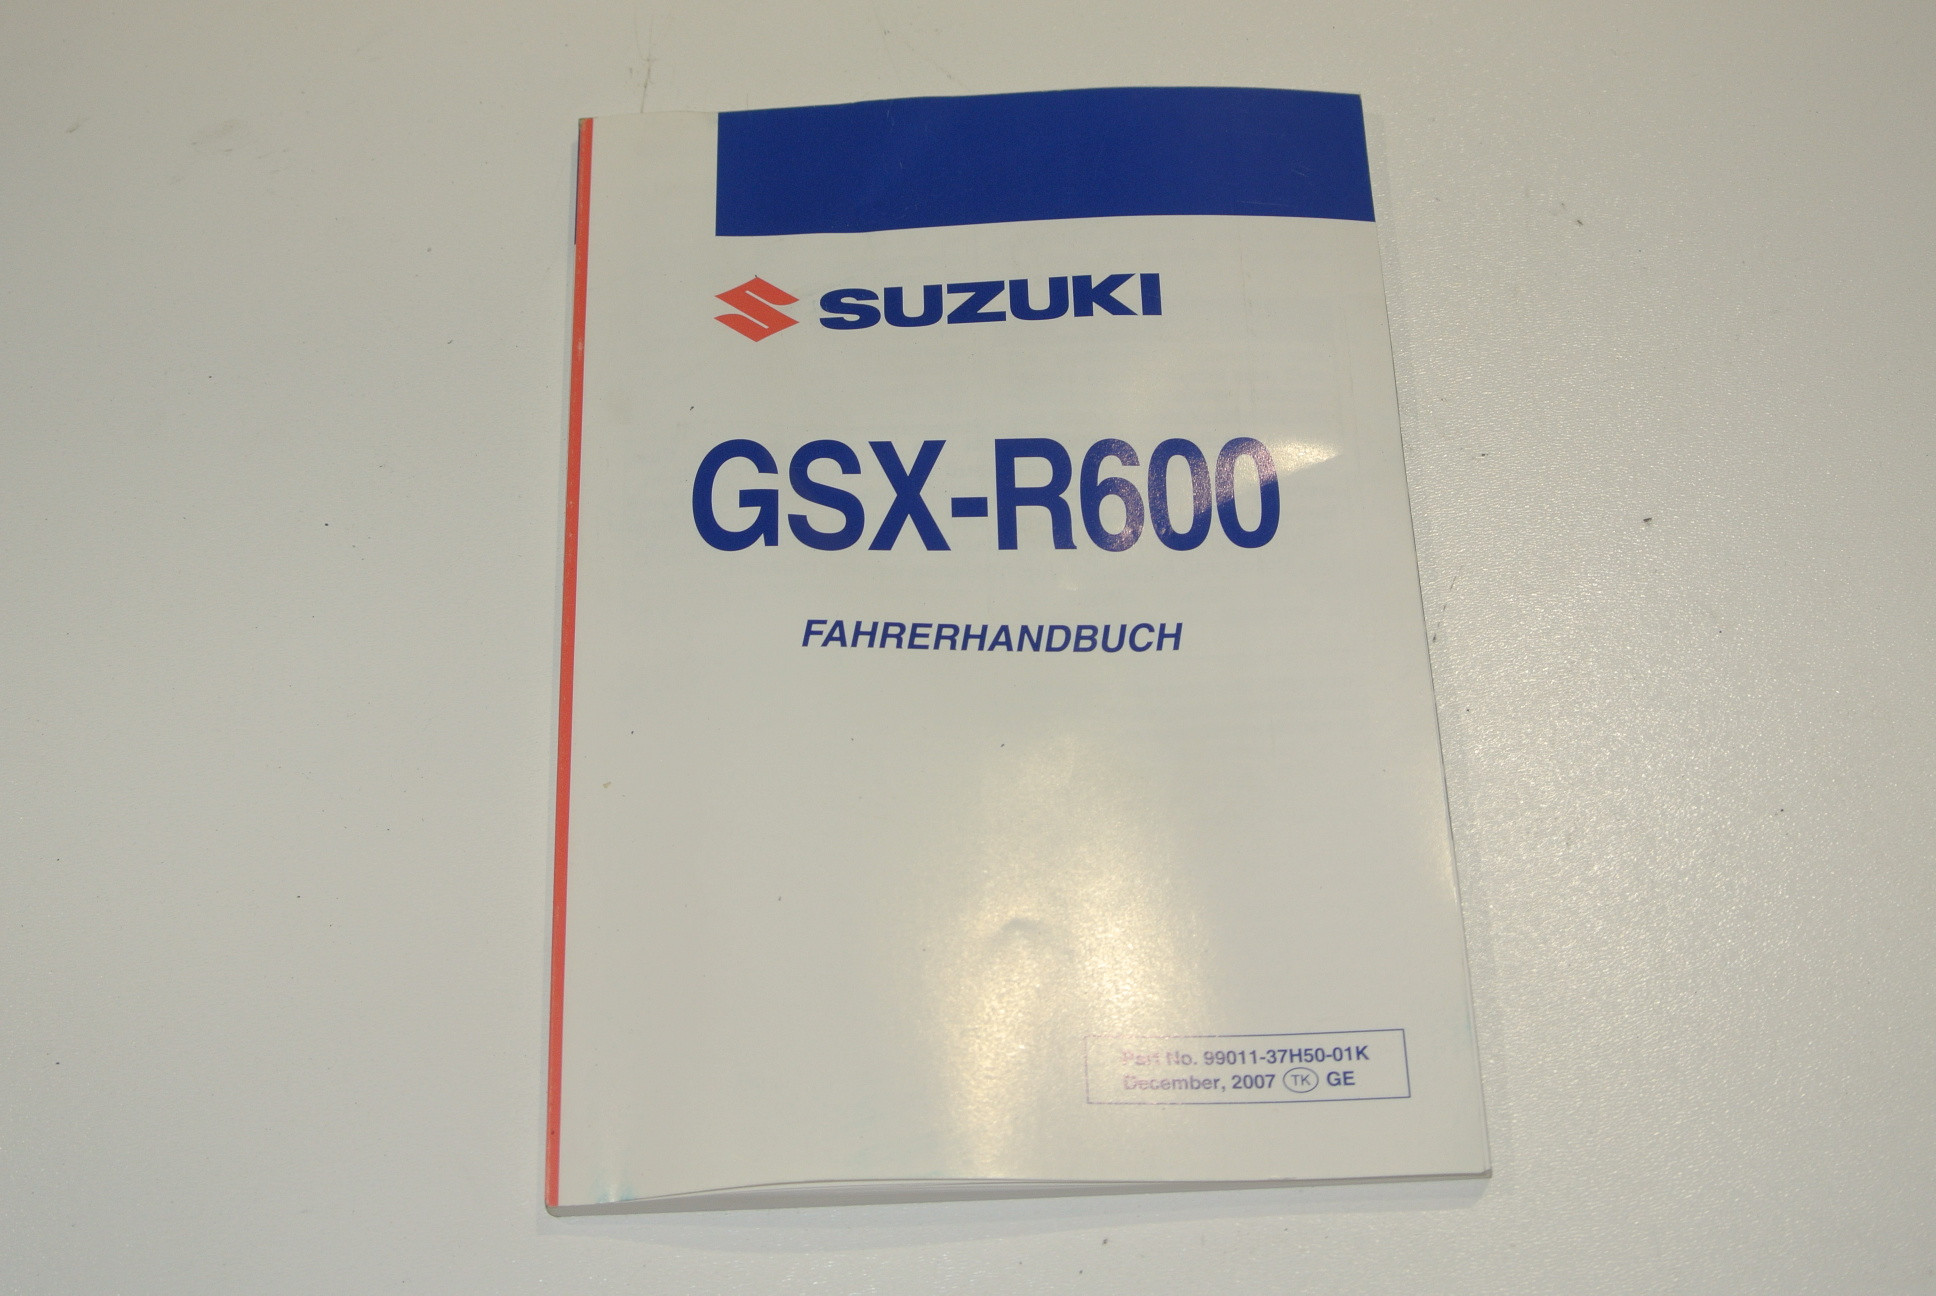 SUZUKI
GSX-R600
FAHRERHANDBUCH
Part No. 99011-37H50-01K
December, 2007 TK GE